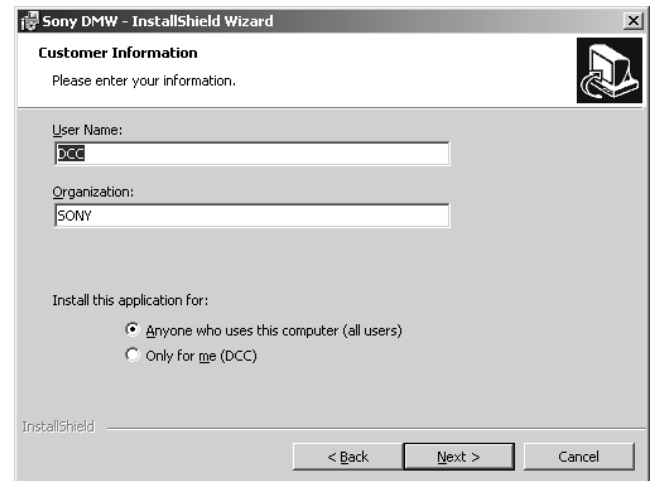 Sony DMW - InstallShield Wizard
Customer Information
Please enter your information.
User Name:
DCC
Organization:
SONY
Install this application for:
Anyone who uses this computer (all users)
Only for me (DCC)
InstallShield
< Back Next > Cancel